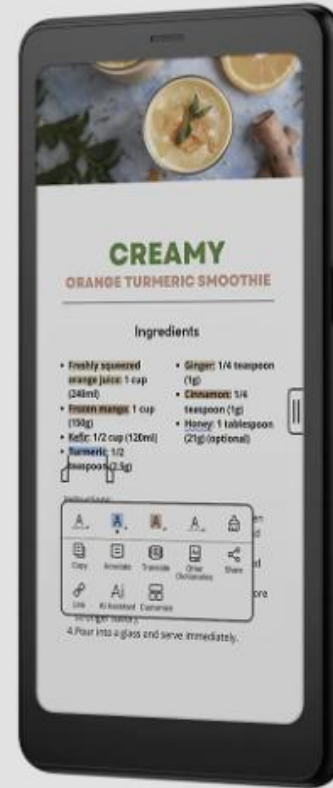 CREAMY
ORANGE TURMERIC SMOOTHIE
Ingredients
• Freshly squeezed
orange juice: 1 cup
(240ml)
• Frozen mango: 1 cup
(150g)
• Kefir: 1/2 cup (120ml)
• Turmeric: 1/2
teaspoon (2.5g)
• Ginger: 1/4 teaspoon
(1g)
• Cinnamon: 1/4
teaspoon (1g)
• Honey: 1 tablespoon
(21g) (optional)
A A A A
Copy Annotate Translate Other Share
Dictionaries
Link AI Assistant Customize
4.Pour into a glass and serve immediately.